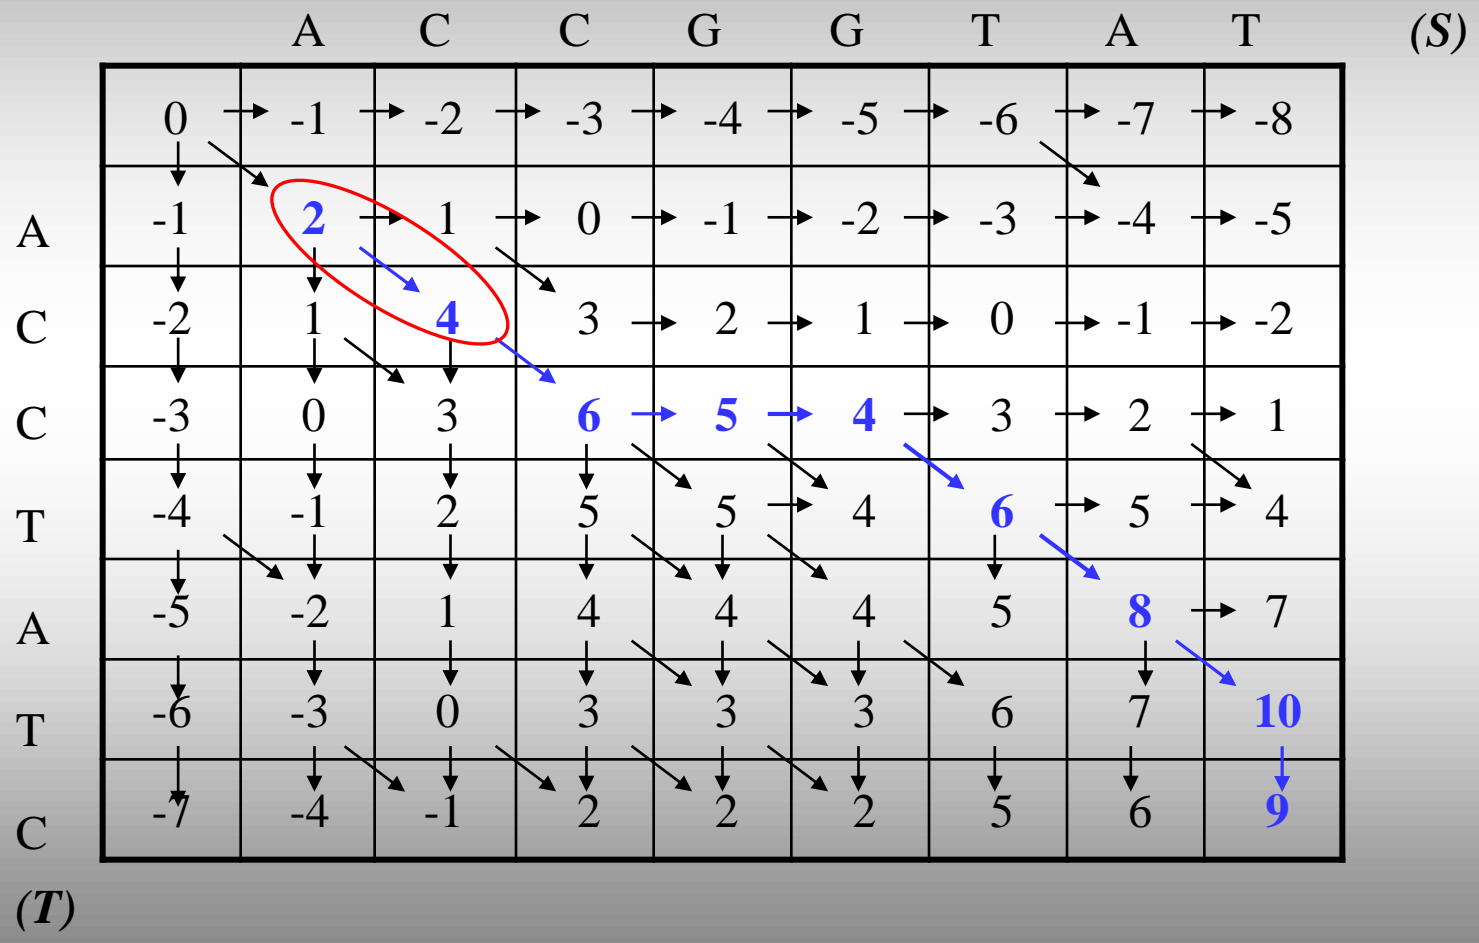 A C C G G T A T (S)
0 -1 -2 -3 -4 -5 -6 -7 -8
A -1 2 1 0 -1 -2 -3 -4 -5
C -2 1 4 3 2 1 0 -1 -2
C -3 0 3 6 5 4 3 2 1
T -4 -1 2 5 5 4 6 5 4
A -5 -2 1 4 4 4 5 8 7
T -6 -3 0 3 3 3 6 7 10
C -7 -4 -1 2 2 2 5 6 9
(T)